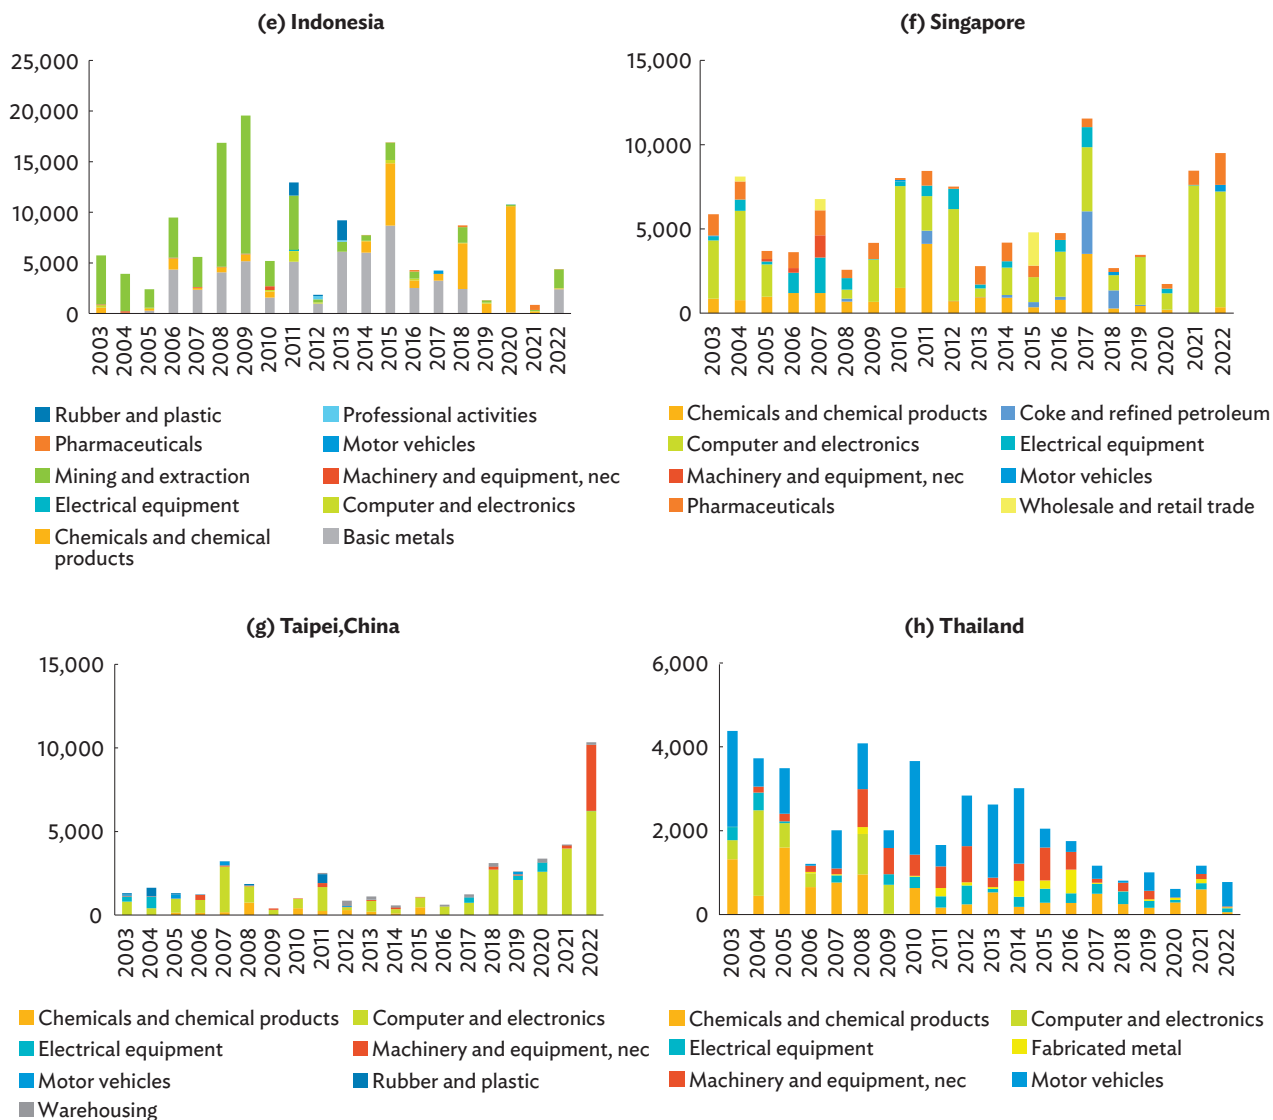 (e) Indonesia
25,000
20,000
15,000
10,000
5,000
0
2003
2004
2005
2006
2007
2008
2009
2010
2011
2012
2013
2014
2015
2016
2017
2018
2019
2020
2021
2022
Rubber and plastic
Professional activities
Pharmaceuticals
Motor vehicles
Mining and extraction
Machinery and equipment, nec
Electrical equipment
Computer and electronics
Chemicals and chemical
products
Basic metals
(f) Singapore
15,000
10,000
5,000
0
2003
2004
2005
2006
2007
2008
2009
2010
2011
2012
2013
2014
2015
2016
2017
2018
2019
2020
2021
2022
Chemicals and chemical products
Coke and refined petroleum
Computer and electronics
Electrical equipment
Machinery and equipment, nec
Motor vehicles
Pharmaceuticals
Wholesale and retail trade
(g) Taipei,China
15,000
10,000
5,000
0
2003
2004
2005
2006
2007
2008
2009
2010
2011
2012
2013
2014
2015
2016
2017
2018
2019
2020
2021
2022
Chemicals and chemical products
Computer and electronics
Electrical equipment
Machinery and equipment, nec
Motor vehicles
Rubber and plastic
Warehousing
(h) Thailand
6,000
4,000
2,000
0
2003
2004
2005
2006
2007
2008
2009
2010
2011
2012
2013
2014
2015
2016
2017
2018
2019
2020
2021
2022
Chemicals and chemical products
Computer and electronics
Electrical equipment
Fabricated metal
Machinery and equipment, nec
Motor vehicles